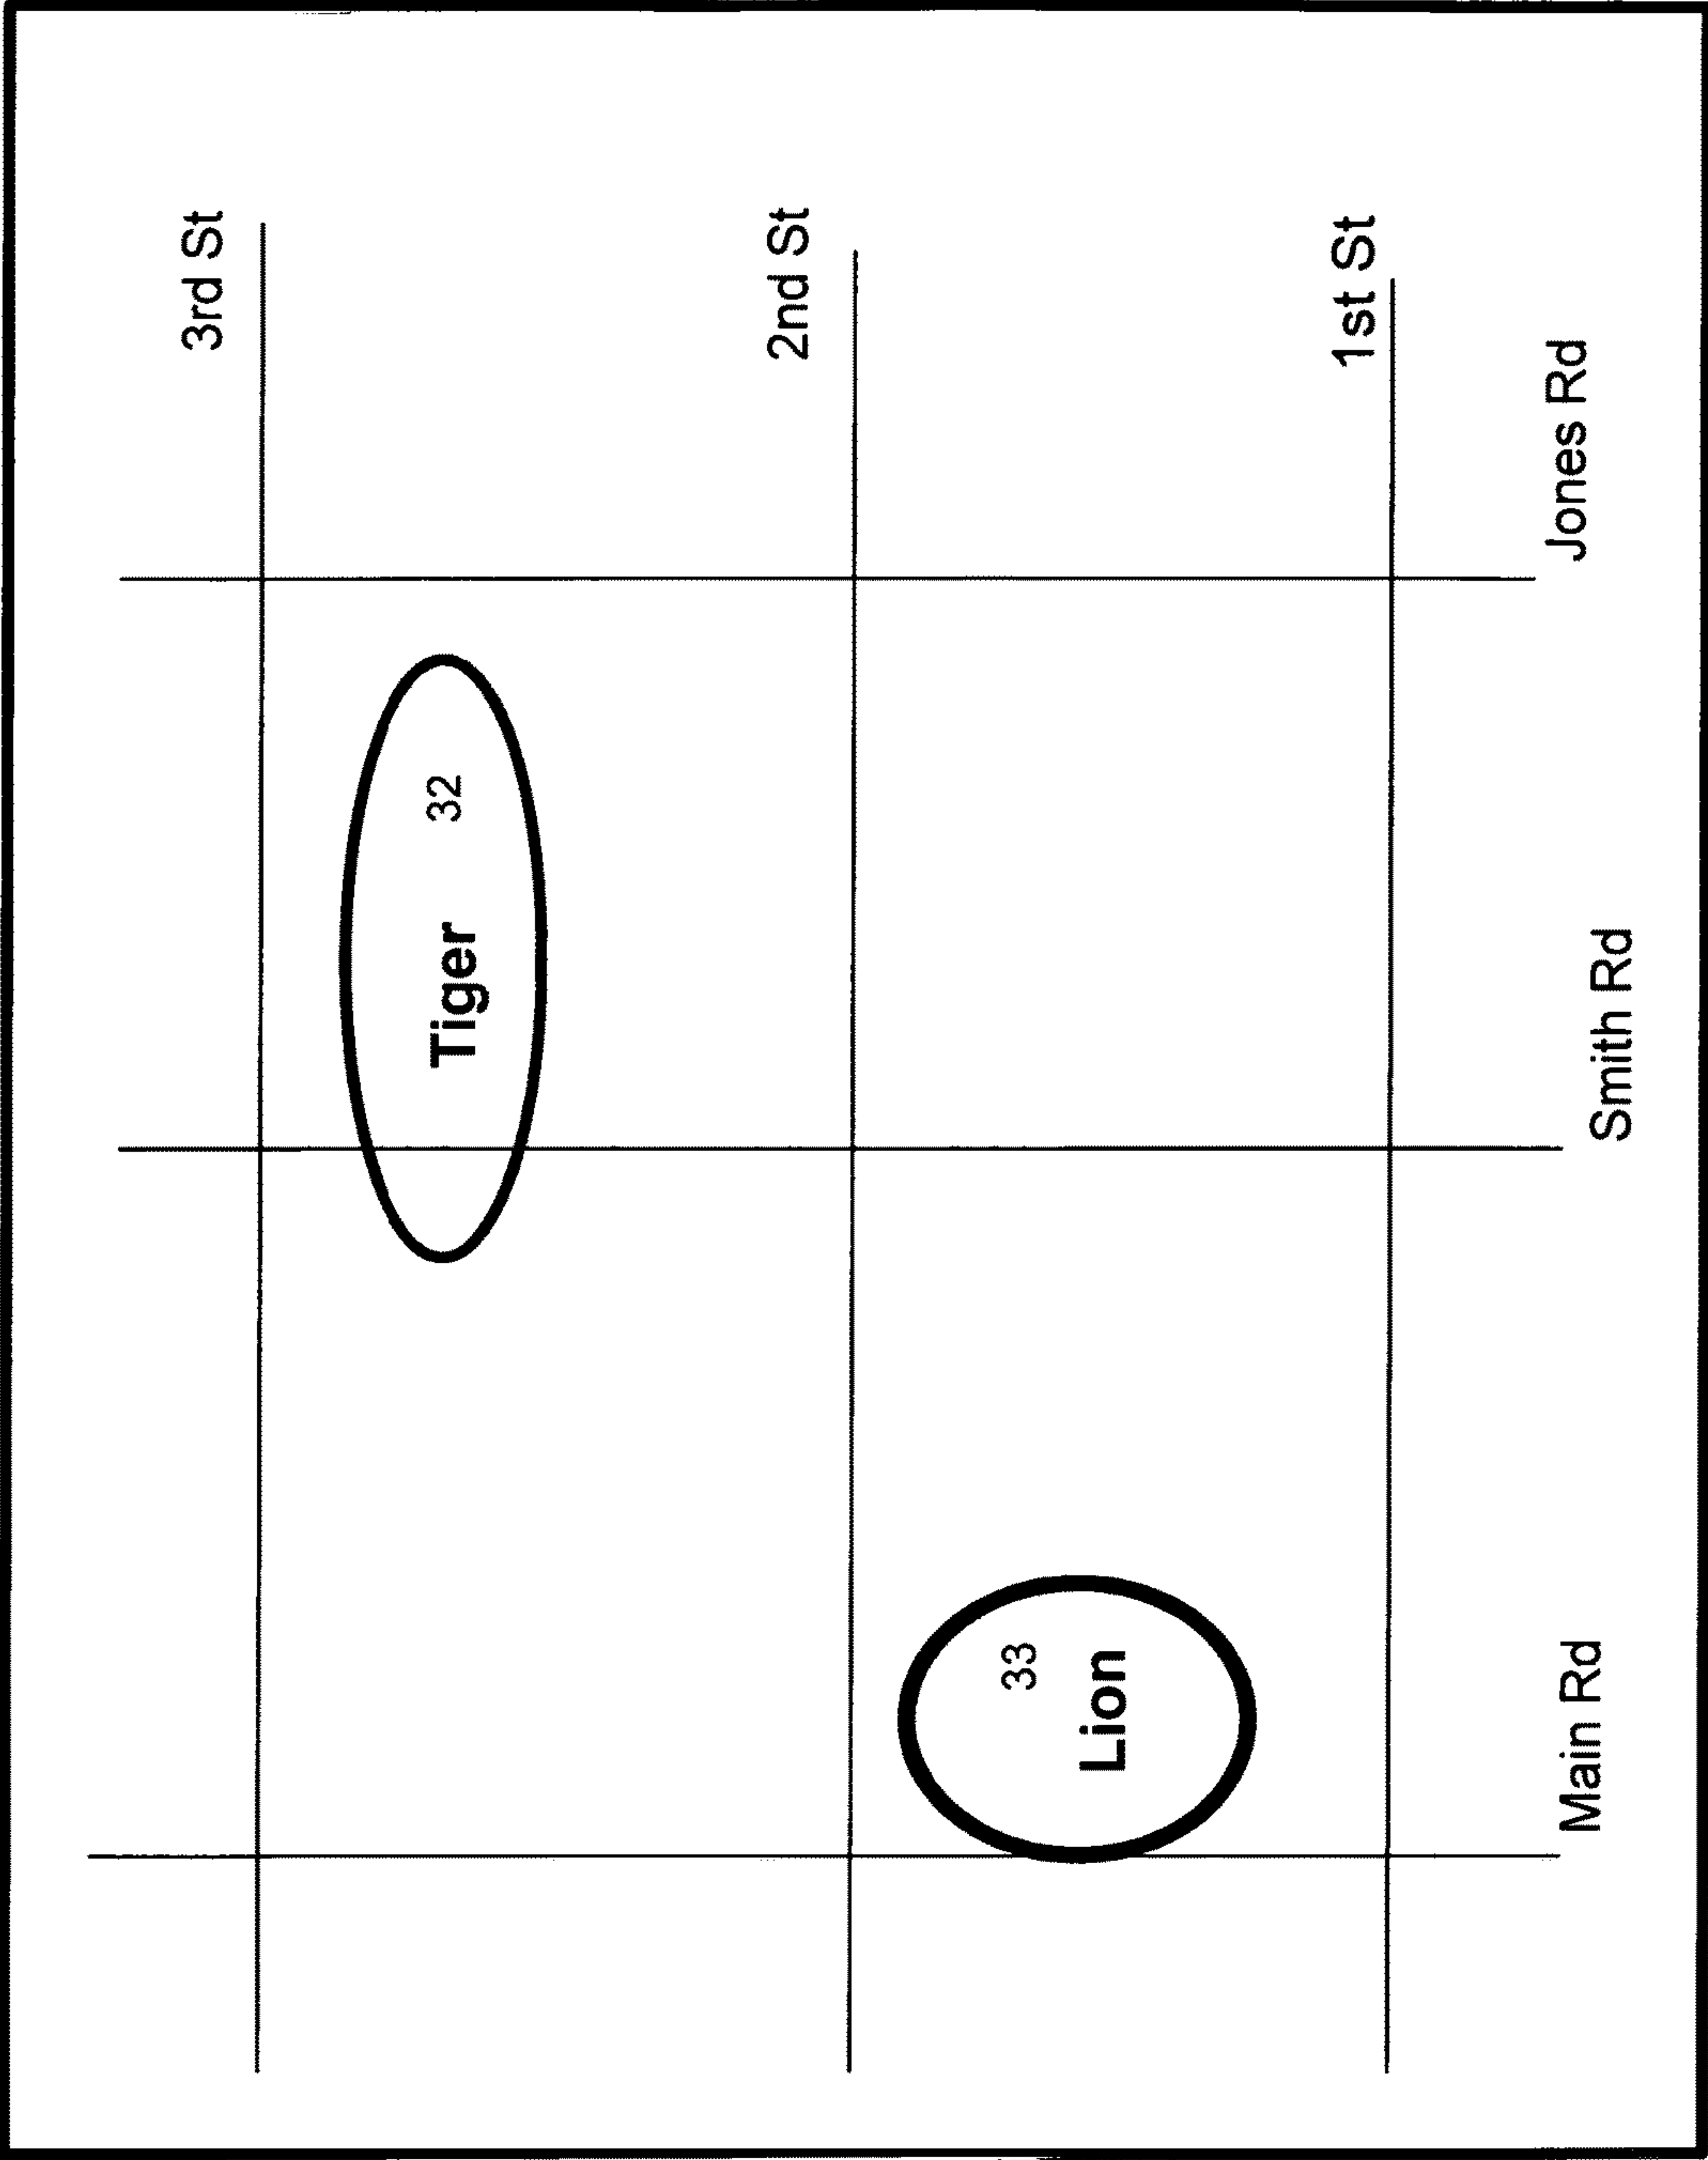 3rd St
Tiger 32
2nd St
33
Lion
1st St
Main Rd
Smith Rd
Jones Rd